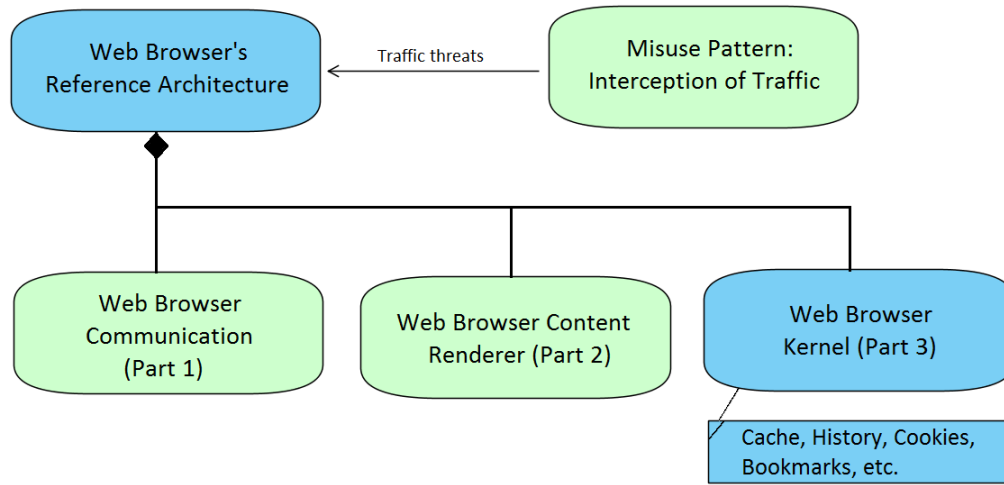 Web Browser's
Reference Architecture
Traffic threats
Misuse Pattern:
Interception of Traffic
Web Browser
Communication
(Part 1)
Web Browser Content
Renderer (Part 2)
Web Browser
Kernel (Part 3)
Cache, History, Cookies,
Bookmarks, etc.